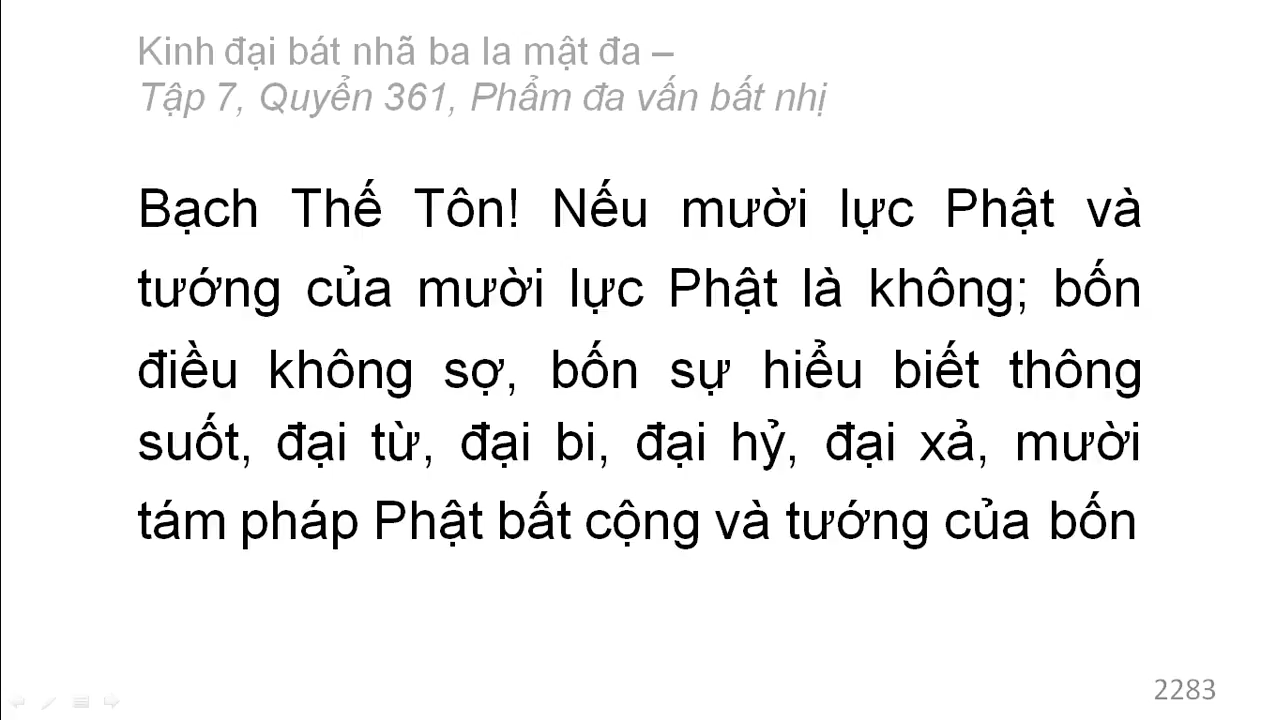 Kinh đại bát nhã ba la mật đa –
Tập 7, Quyển 361, Phẩm đa vấn bất nhị
Bạch Thế Tôn! Nếu mười lực Phật và
tướng của mười lực Phật là không; bốn
điều không sợ, bốn sự hiểu biết thông
suốt, đại từ, đại bi, đại hỷ, đại xả, mười
tám pháp Phật bất cộng và tướng của bốn
2283